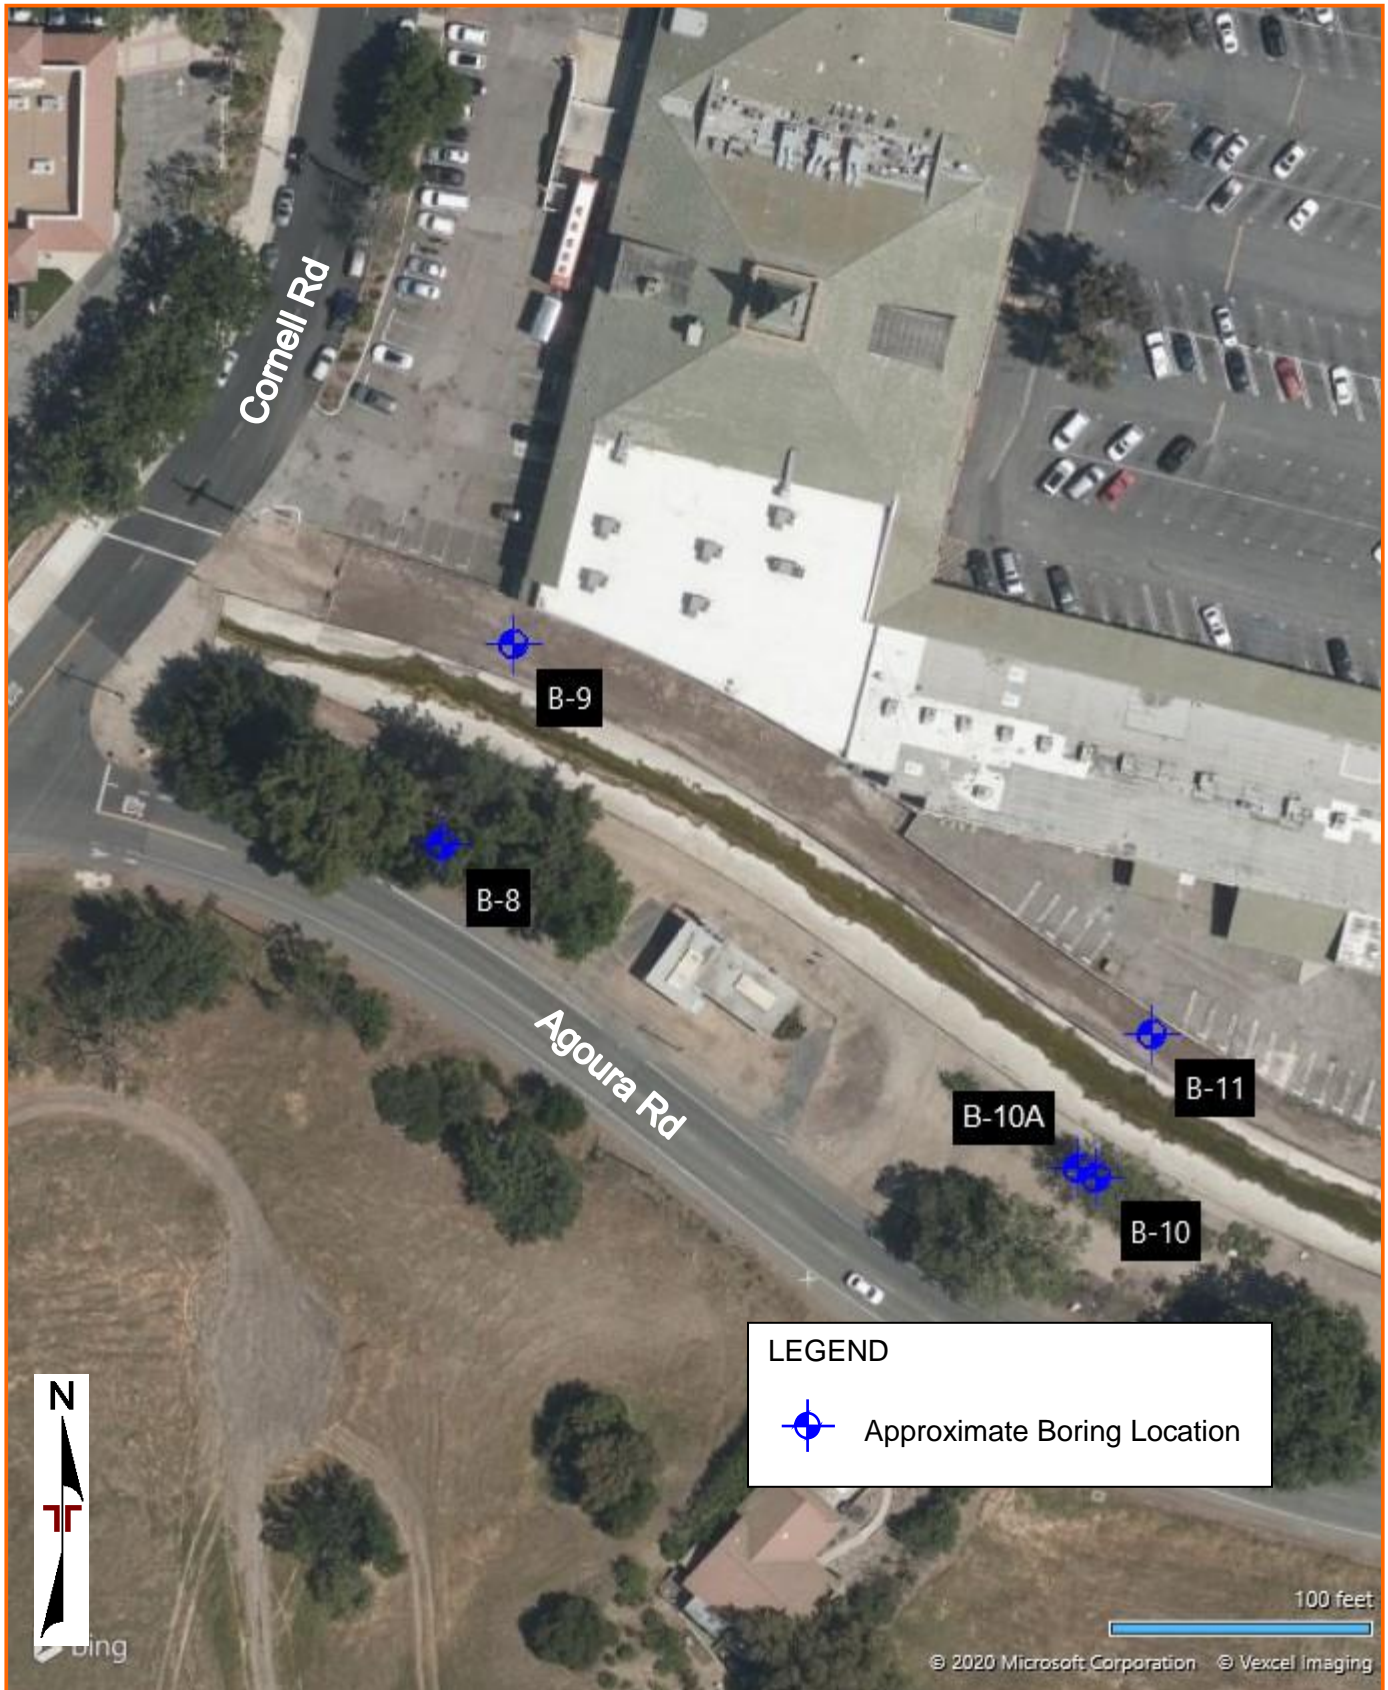 Cornell Rd
B-9
B-8
Agoura Rd
B-11
B-10A
B-10
LEGEND
Approximate Boring Location
N
100 feet
bing
© 2020 Microsoft Corporation © Vexcel Imaging